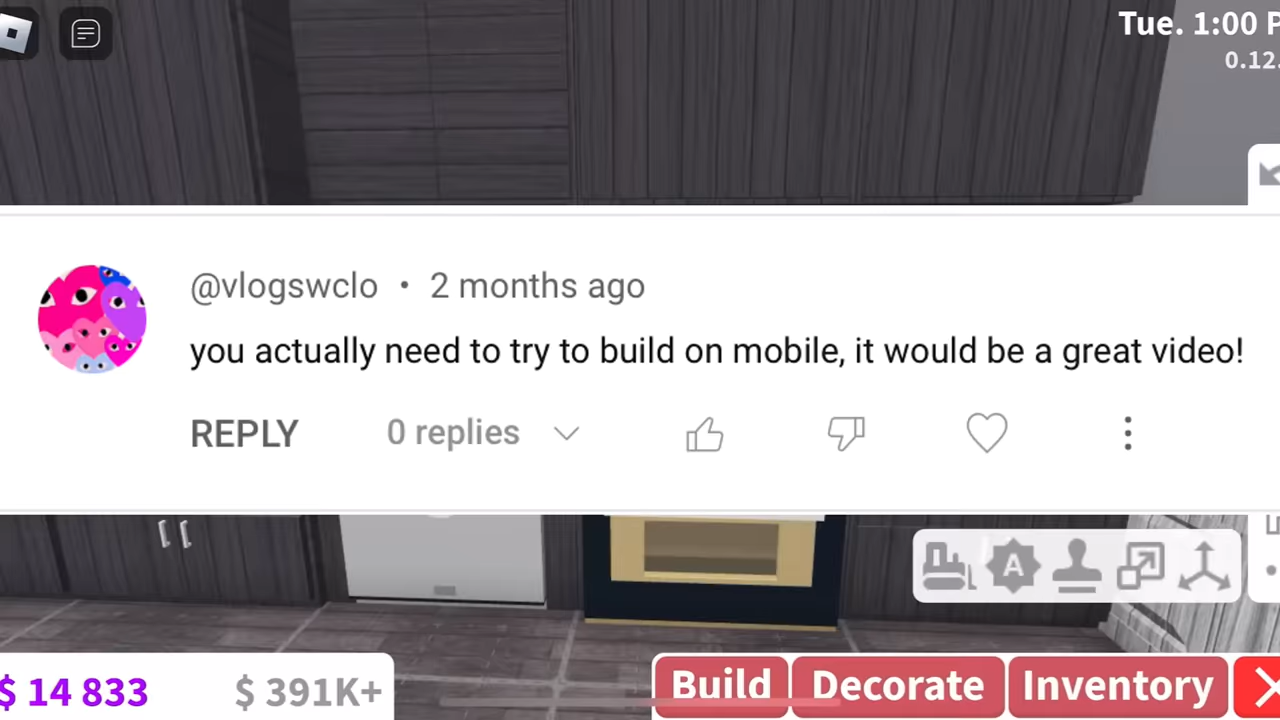 Tue. 1:00 P
0.12.
@vlogswclo • 2 months ago
you actually need to try to build on mobile, it would be a great video!
REPLY 0 replies
A
$ 14 833 $ 391K+ Build Decorate Inventory